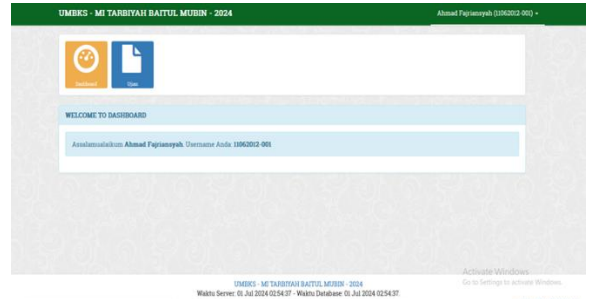 UMBKS - MI TARBIYAH BAITUL MUBIN - 2024
Ahmad Fajriansyah (11062012-001)
Dashboard
Ujian
WELCOME TO DASHBOARD
Assalamualaikum Ahmad Fajriansyah, Username Anda: 11062012-001
Activate Windows
Go to Settings to activate Windows.
UMBKS - MI TARBIYAH BAITUL MUBIN - 2024
Waktu Server: 01 Jul 2024 02:54:37 - Waktu Database: 01 Jul 2024 02:54:37.